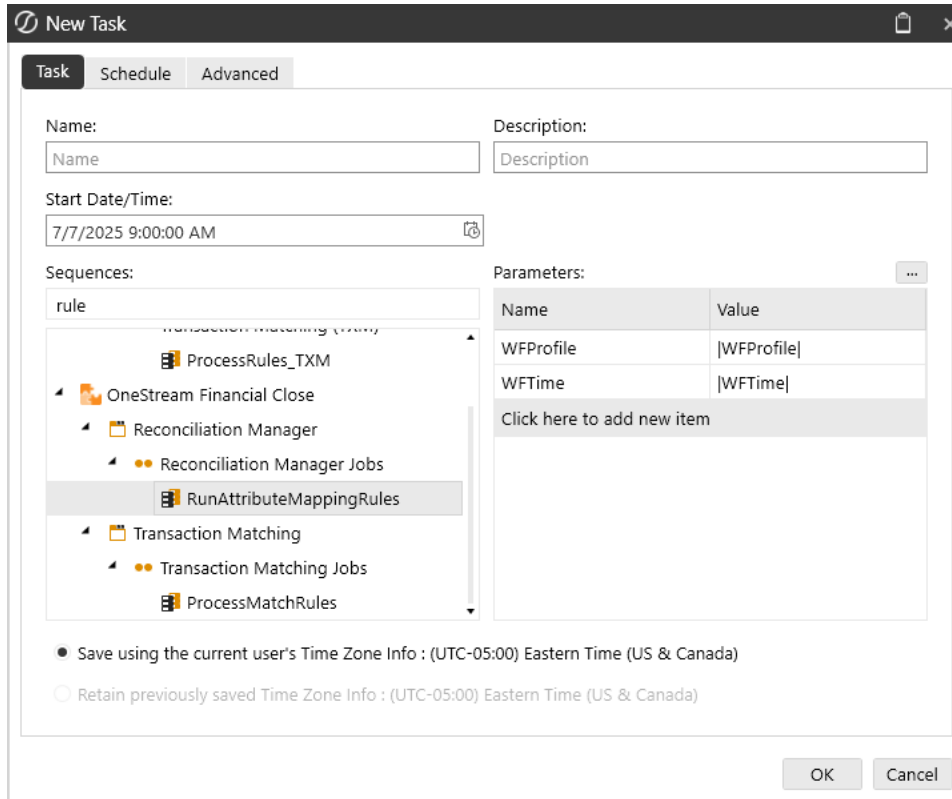 New Task
Task Schedule Advanced
Name: Description:
Name Description
Start Date/Time:
7/7/2025 9:00:00 AM
Sequences: Parameters: ...
rule Name Value
Transaction Matching (TXM)
ProcessRules_TXM WFProfile |WFProfile|
OneStream Financial Close WFTime |WFTime|
Reconciliation Manager Click here to add new item
Reconciliation Manager Jobs
RunAttributeMappingRules
Transaction Matching
Transaction Matching Jobs
ProcessMatchRules
Save using the current user's Time Zone Info : (UTC-05:00) Eastern Time (US & Canada)
Retain previously saved Time Zone Info : (UTC-05:00) Eastern Time (US & Canada)
OK Cancel